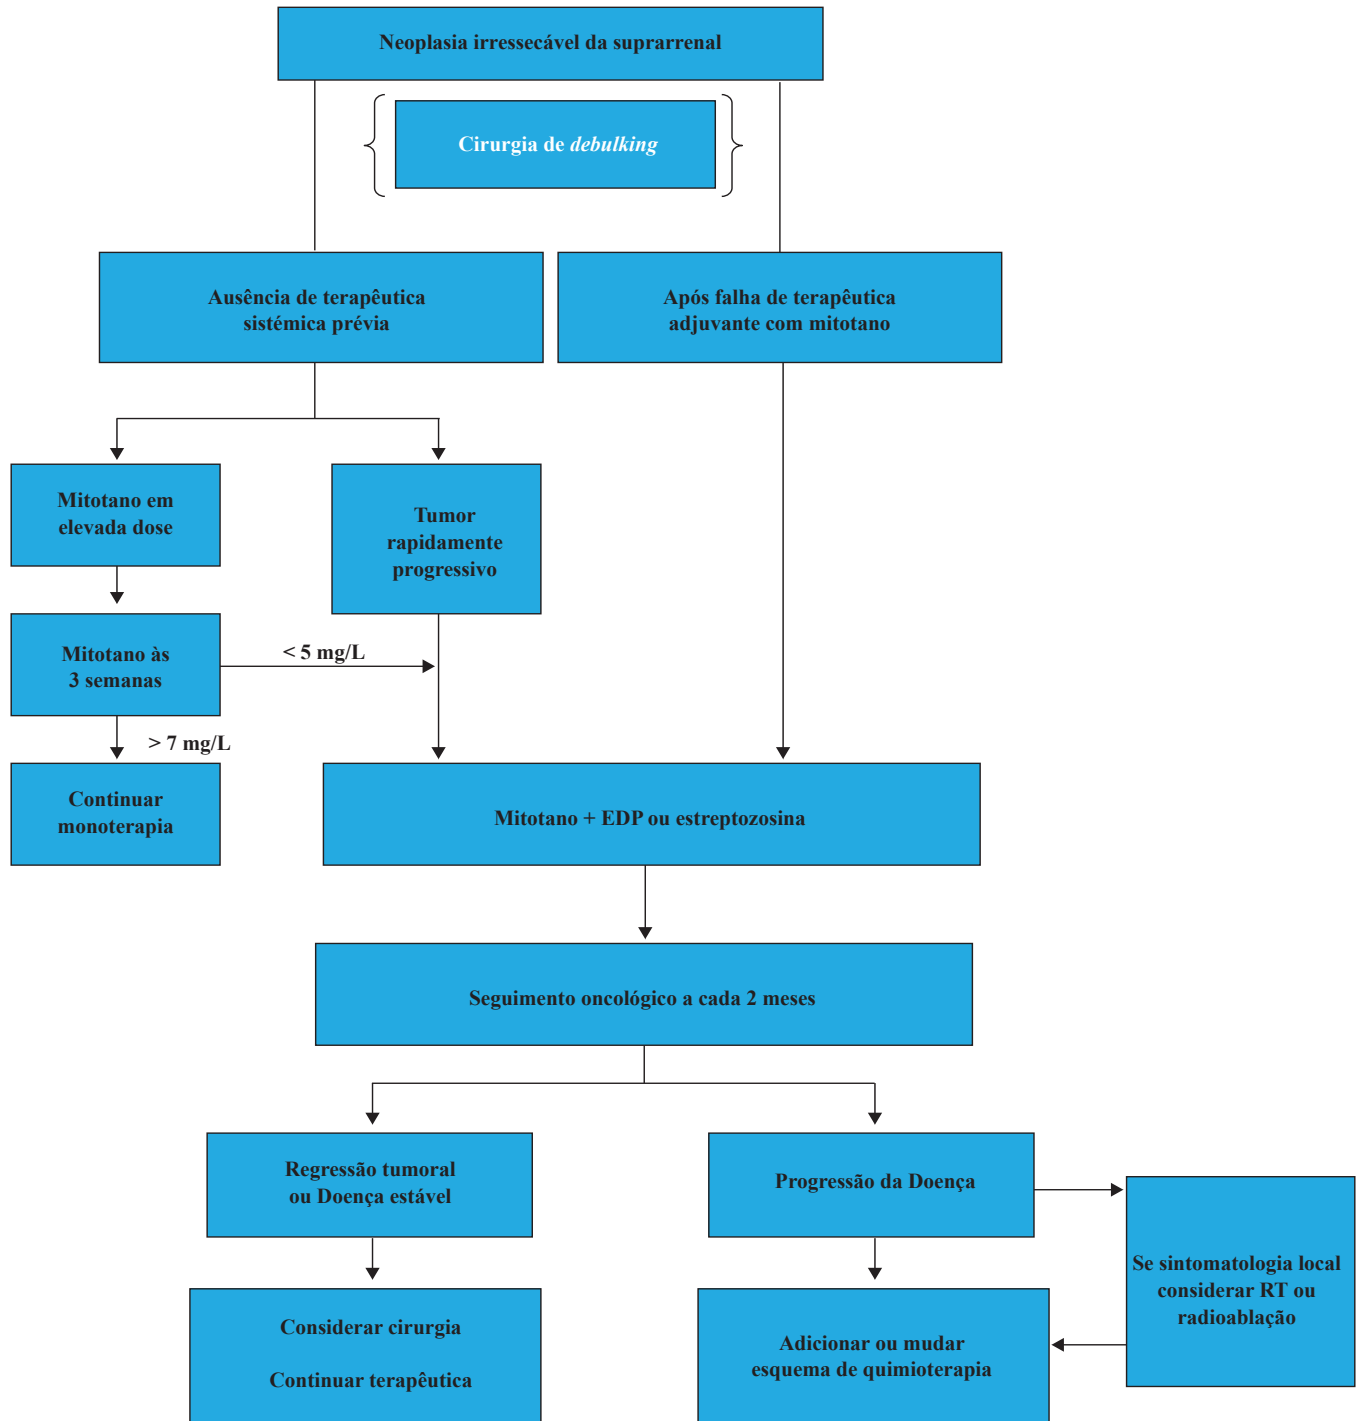 Neoplasia irressecável da suprarrenal
Cirurgia de debulking
Ausência de terapêutica
sistémica prévia
Após falha de terapêutica
adjuvante com mitotano
Mitotano em
elevada dose
Tumor
rapidamente
progressivo
Mitotano às
3 semanas
< 5 mg/L
> 7 mg/L
Continuar
monoterapia
Mitotano + EDP ou estreptozosina
Seguimento oncológico a cada 2 meses
Regressão tumoral
ou Doença estável
Progressão da Doença
Se sintomatologia local
considerar RT ou
radioablação
Considerar cirurgia
Continuar terapêutica
Adicionar ou mudar
esquema de quimioterapia